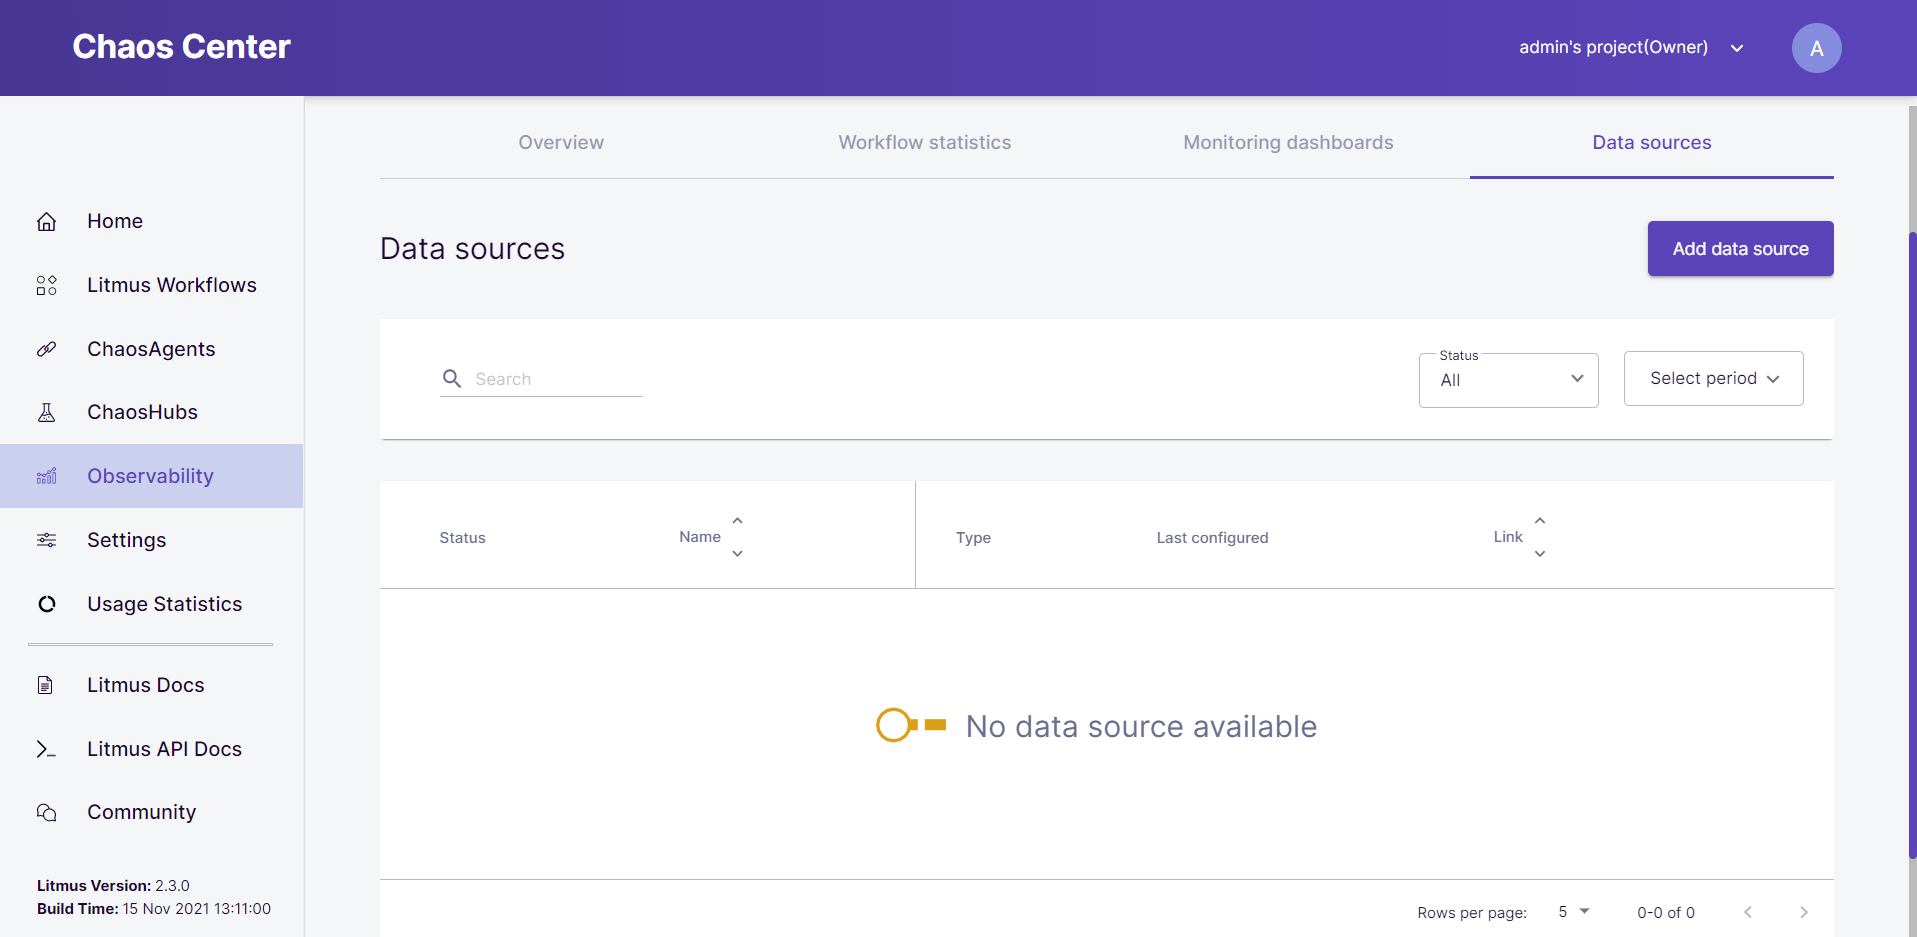 Chaos Center
admin's project(Owner)
A
Overview
Workflow statistics
Monitoring dashboards
Data sources
Home
Litmus Workflows
ChaosAgents
ChaosHubs
Observability
Settings
Usage Statistics
Litmus Docs
Litmus API Docs
Community
Litmus Version: 2.3.0
Build Time: 15 Nov 2021 13:11:00
Data sources
Add data source
Search
Status
All
Select period
Status
Name
Type
Last configured
Link
No data source available
Rows per page:
5
0-0 of 0